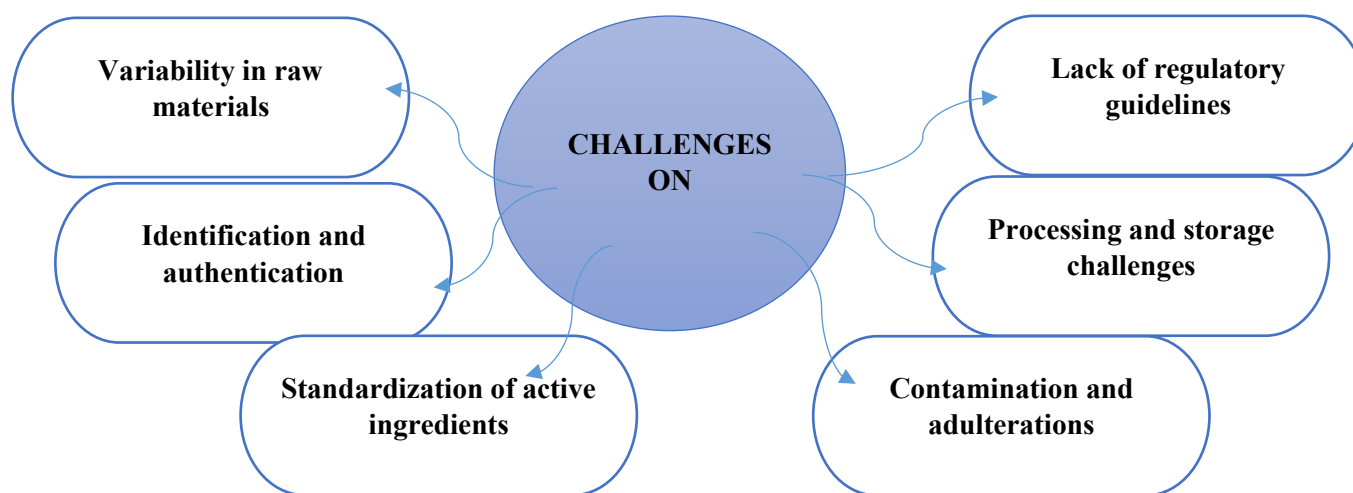 Variability in raw
materials
Identification and
authentication
Standardization of active
ingredients
CHALLENGES
ON
Lack of regulatory
guidelines
Processing and storage
challenges
Contamination and
adulterations